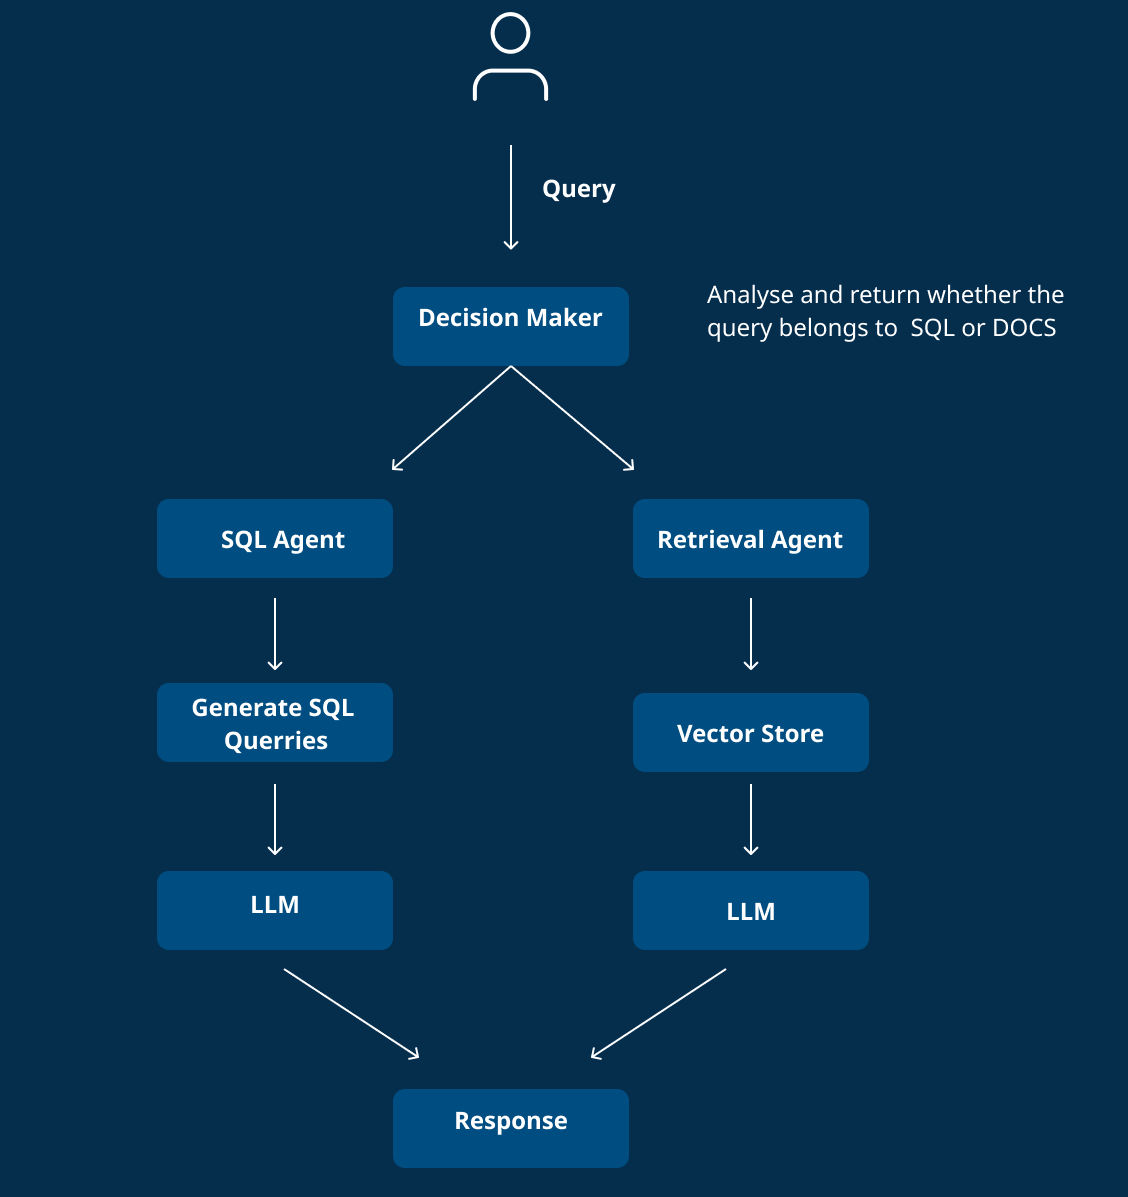 Query
Decision Maker
Analyse and return whether the
query belongs to  SQL or DOCS
SQL Agent
Retrieval Agent
Generate SQL
Querries
Vector Store
LLM
LLM
Response